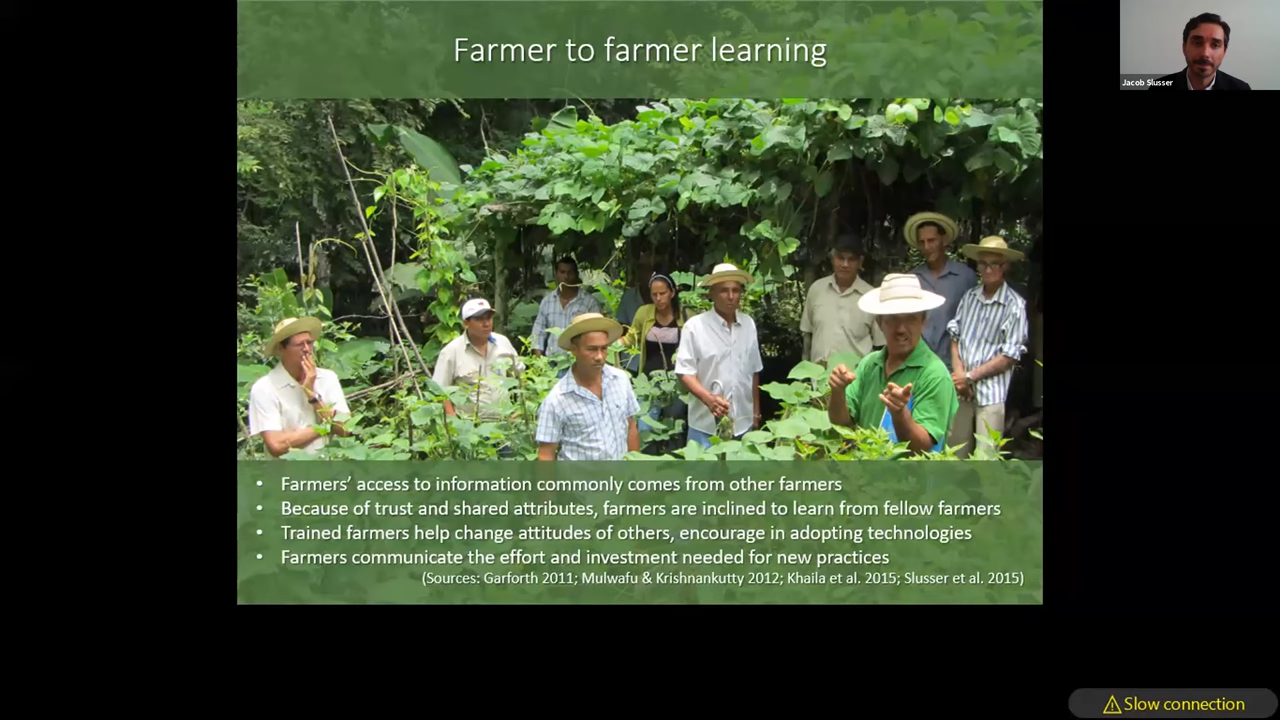 Farmer to farmer learning
Jacob Slusser
• Farmers’ access to information commonly comes from other farmers
• Because of trust and shared attributes, farmers are inclined to learn from fellow farmers
• Trained farmers help change attitudes of others, encourage in adopting technologies
• Farmers communicate the effort and investment needed for new practices
(Sources: Garforth 2011; Mulwafu & Krishnankutty 2012; Khaila et al. 2015; Slusser et al. 2015)
Slow connection